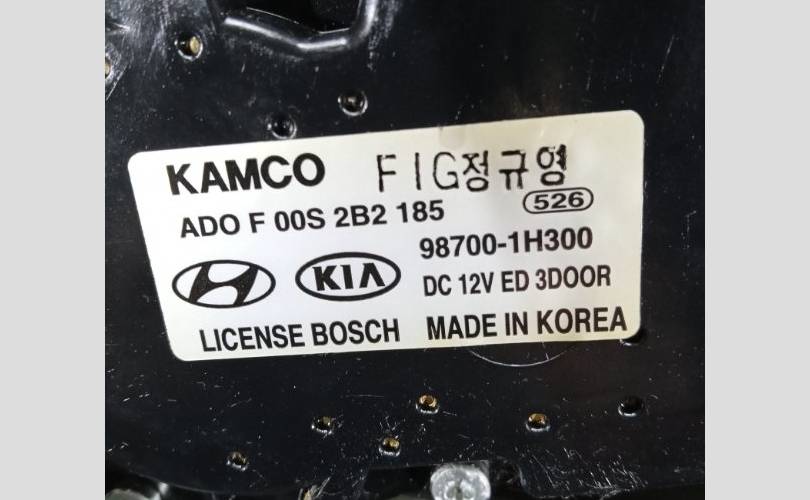 KAMCO FIG정규영
ADO F 00S 2B2 185 526
98700-1H300
KIA DC 12V ED 3DOOR
LICENSE BOSCH MADE IN KOREA